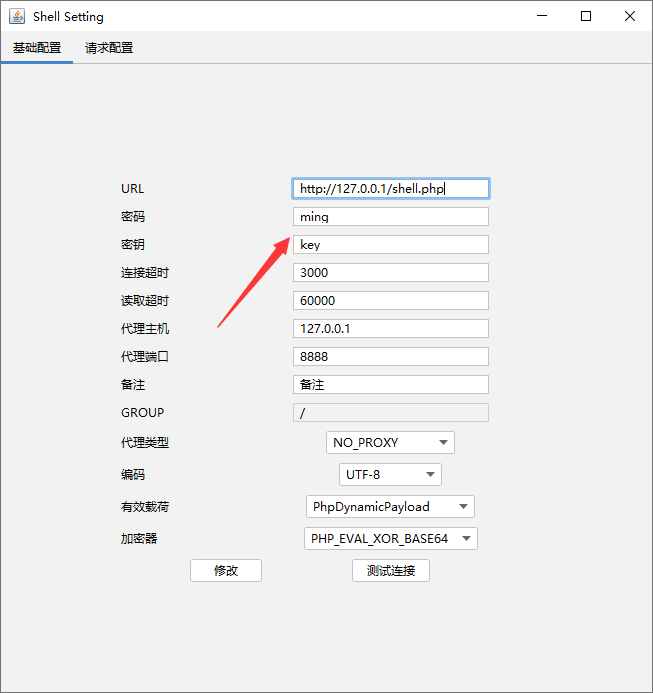 Shell Setting
基础配置 请求配置
URL http://127.0.0.1/shell.php
密码 ming
密钥 key
连接超时 3000
读取超时 60000
代理主机 127.0.0.1
代理端口 8888
备注 备注
GROUP /
代理类型 NO_PROXY
编码 UTF-8
有效载荷 PhpDynamicPayload
加密器 PHP_EVAL_XOR_BASE64
修改 测试连接